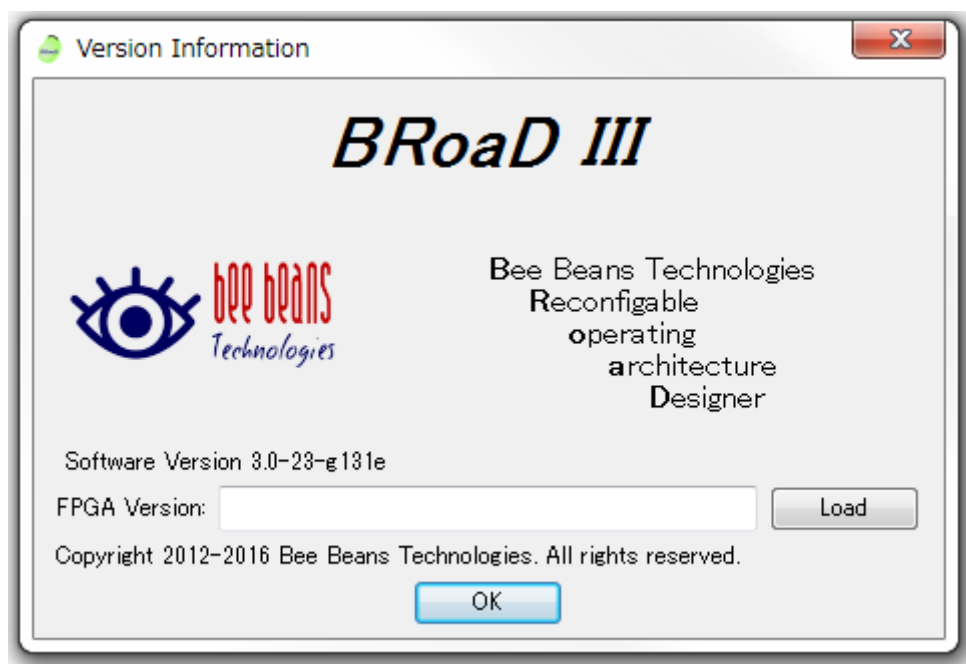 Version Information
BRoaD III
bee beans
Technologies
Bee Beans Technologies
Reconfigable
operating
architecture
Designer
Software Version 3.0-23-g131e
FPGA Version:
Load
Copyright 2012-2016 Bee Beans Technologies. All rights reserved.
OK